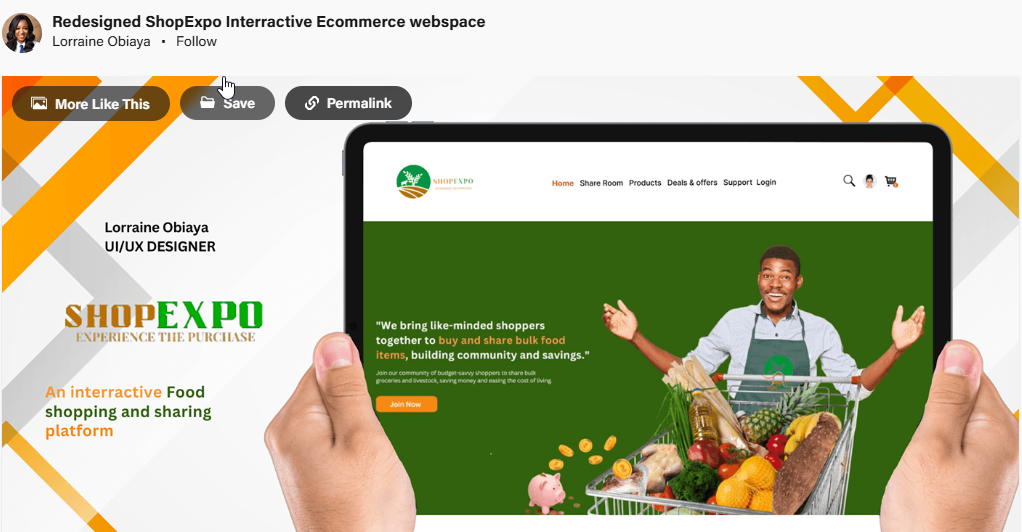 Redesigned ShopExpo Interractive Ecommerce webspace
Lorraine Obiaya • Follow
More Like This
Save
Permalink
Lorraine Obiaya
UI/UX DESIGNER
SHOPEXPO
EXPERIENCE THE PURCHASE
An interractive Food
shopping and sharing
platform
SHOPEXPO
Home Share Room Products Deals & offers Support Login
"We bring like-minded shoppers
together to buy and share bulk food
items, building community and savings."
Join our community of budget-savvy shoppers to share bulk
groceries and livestock, saving money and easing the cost of living.
Join Now